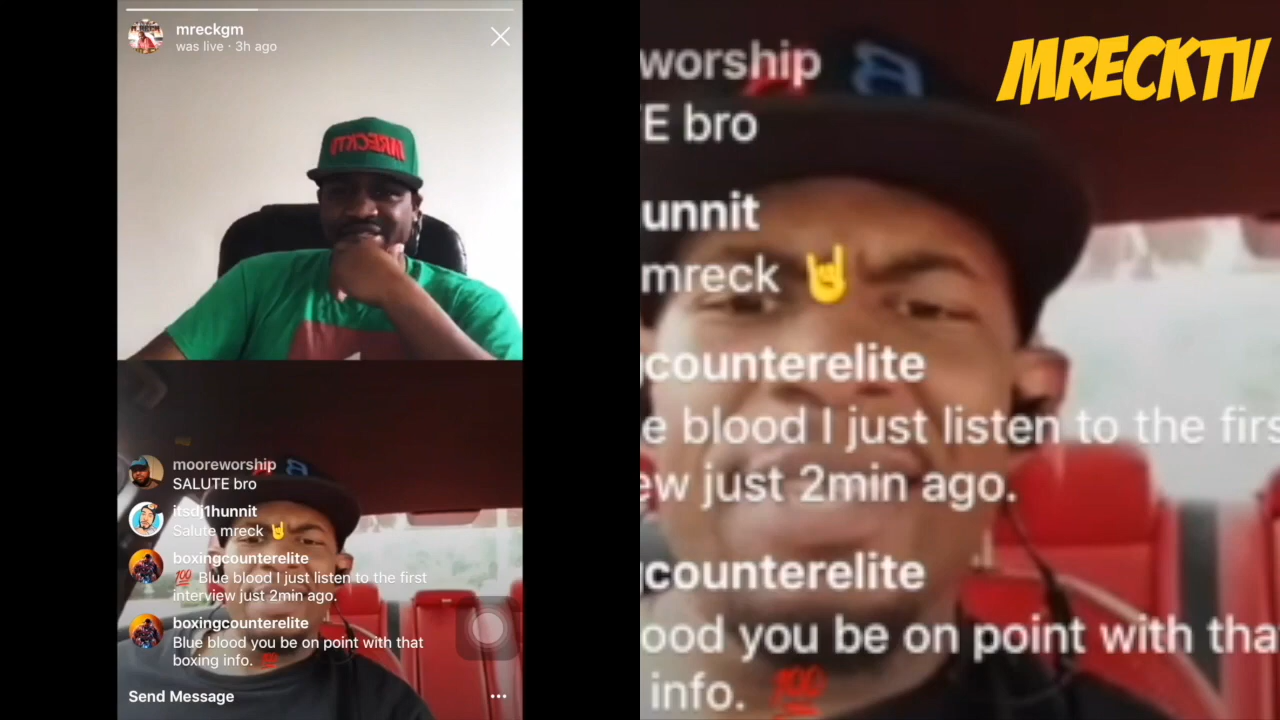 mreckgm
was live · 3h ago
MRECKTV
mooreworship
SALUTE bro
itsdj1hunnit
Salute mreck 🤘
boxingcounterelite
💯 Blue blood I just listen to the first
interview just 2min ago.
boxingcounterelite
Blue blood you be on point with that
boxing info. 💯
Send Message
MRECKTV
worship
E bro
unnit
mreck 🤘
counterelite
e blood I just listen to the firs
ew just 2min ago.
counterelite
ood you be on point with tha
info. 💯